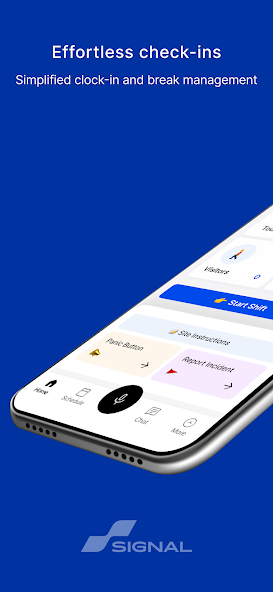 Effortless check-ins
Simplified clock-in and break management
Tou
Visitors
0
Start Shift
Site Instructions
Panic Button
Report Incident
Home
Schedule
Chat
More
SIGNAL